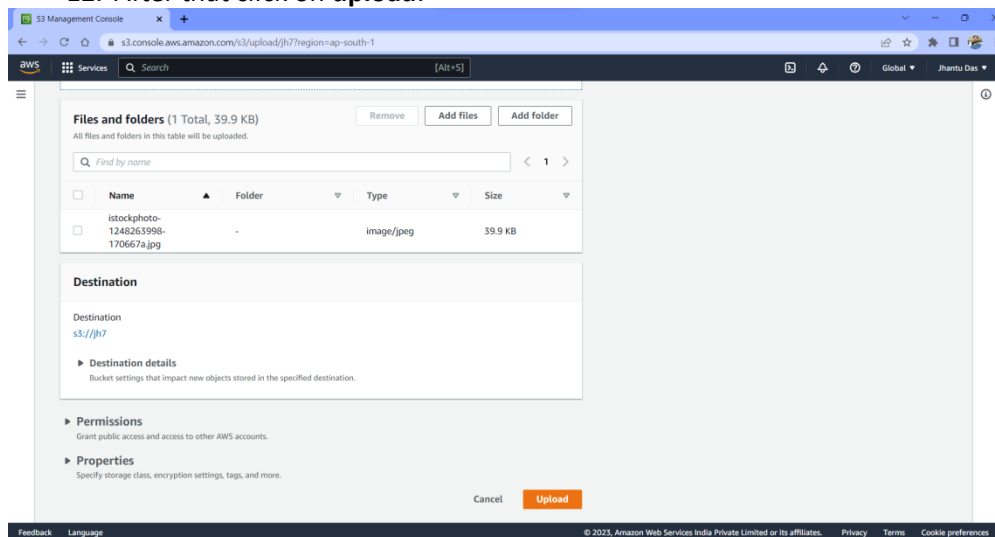 After that click on upload.
S3 Management Console
s3.console.aws.amazon.com/s3/upload/jh7?region=ap-south-1
aws Services Search [Alt+S] Global ▼ Jhantu Das ▼
Files and folders (1 Total, 39.9 KB) Remove Add files Add folder
All files and folders in this table will be uploaded.
Find by name 1
Name Folder Type Size
istockphoto-
1248263998- - image/jpeg 39.9 KB
170667a.jpg
Destination
Destination
s3://jh7
Destination details
Bucket settings that impact new objects stored in the specified destination.
Permissions
Grant public access and access to other AWS accounts.
Properties
Specify storage class, encryption settings, tags, and more.
Cancel Upload
Feedback Language © 2023, Amazon Web Services India Private Limited or its affiliates. Privacy Terms Cookie preferences